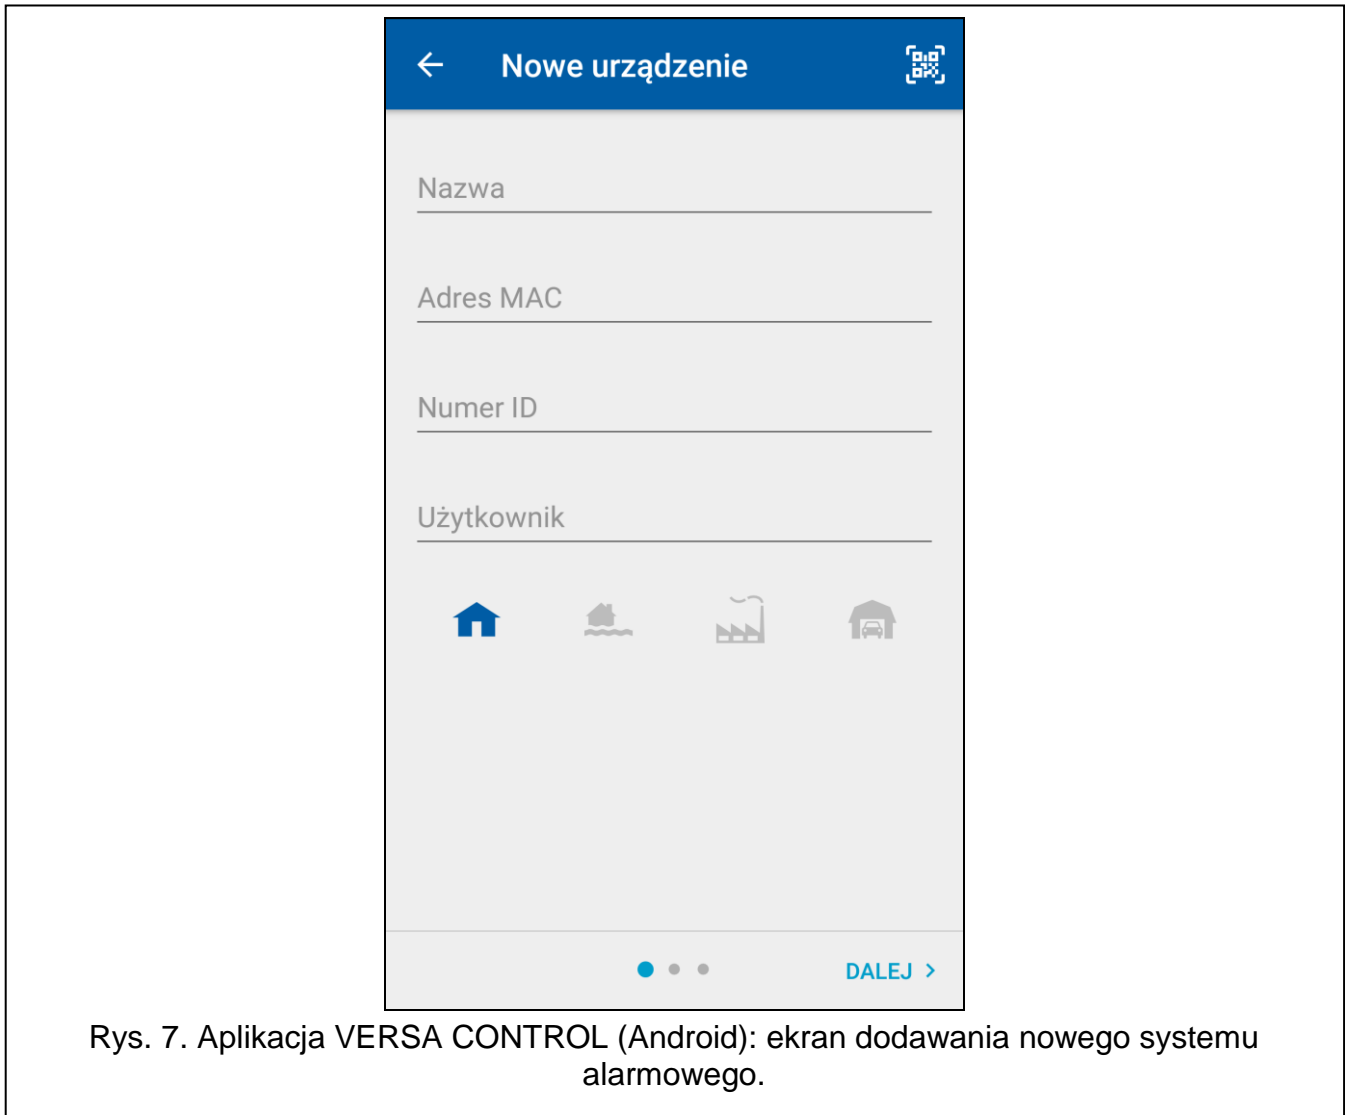 Nowe urządzenie
Nazwa
Adres MAC
Numer ID
Użytkownik
DALEJ
Rys. 7. Aplikacja VERSA CONTROL (Android): ekran dodawania nowego systemu
alarmowego.